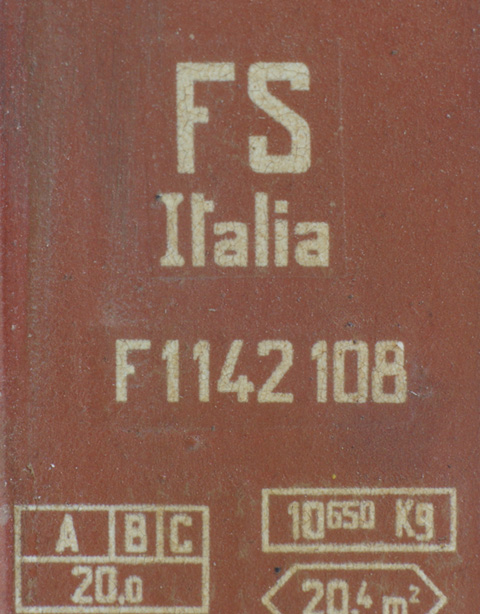 FS
Italia
F 1142 108
A B C
20.0
10650 Kg
20.4 m²